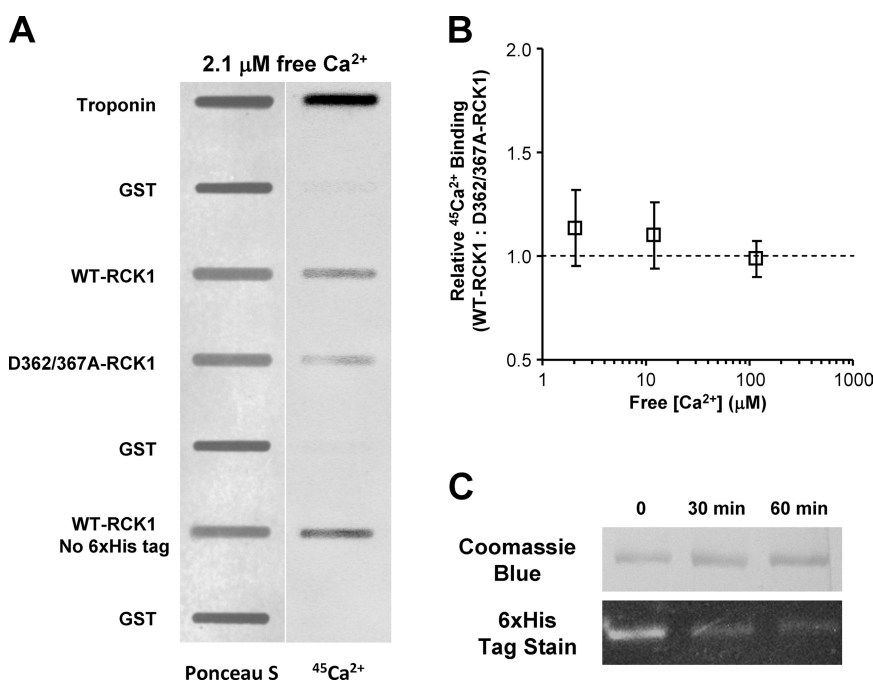 A
2.1 μM free Ca²⁺
Troponin
GST
WT-RCK1
D362/367A-RCK1
GST
WT-RCK1
No 6xHis tag
GST
Ponceau S
⁴⁵Ca²⁺
B
Relative ⁴⁵Ca²⁺ Binding
(WT-RCK1 : D362/367A-RCK1)
2.0
1.5
1.0
0.5
1
10
100
1000
Free [Ca²⁺] (μM)
C
0
30 min
60 min
Coomassie
Blue
6xHis
Tag Stain